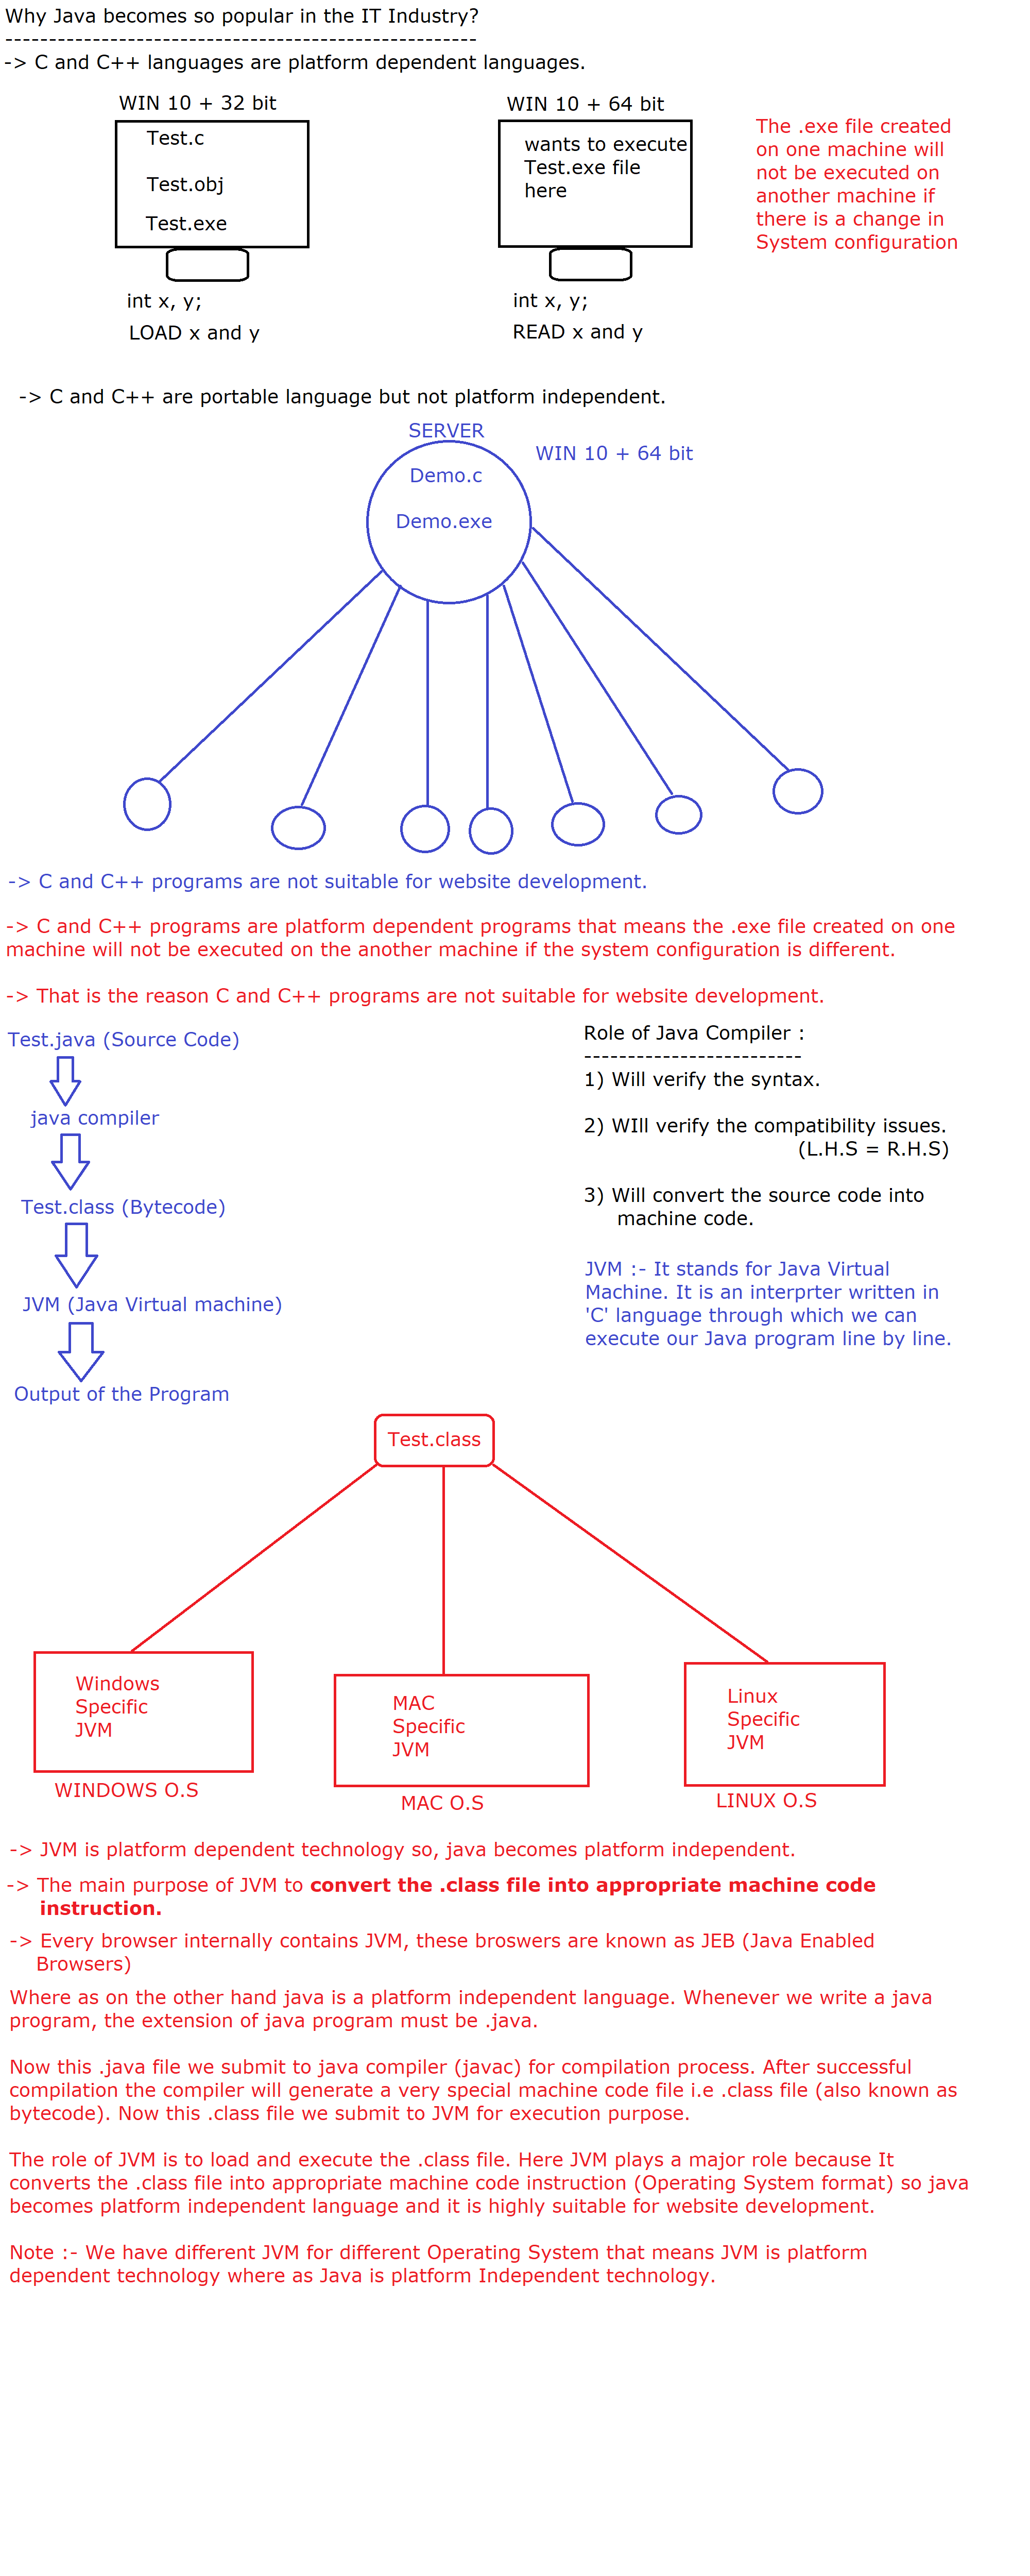 Why Java becomes so popular in the IT Industry?
------------------------------------------------------
-> C and C++ languages are platform dependent languages.
WIN 10 + 32 bit
Test.c
Test.obj
Test.exe
int x, y;
LOAD x and y
WIN 10 + 64 bit
wants to execute
Test.exe file
here
int x, y;
READ x and y
The .exe file created
on one machine will
not be executed on
another machine if
there is a change in
System configuration
-> C and C++ are portable language but not platform independent.
SERVER
WIN 10 + 64 bit
Demo.c
Demo.exe
-> C and C++ programs are not suitable for website development.
-> C and C++ programs are platform dependent programs that means the .exe file created on one
machine will not be executed on the another machine if the system configuration is different.
-> That is the reason C and C++ programs are not suitable for website development.
Test.java (Source Code)
java compiler
Test.class (Bytecode)
JVM (Java Virtual machine)
Output of the Program
Role of Java Compiler :
-------------------------
1) Will verify the syntax.
2) WIll verify the compatibility issues.
(L.H.S = R.H.S)
3) Will convert the source code into
machine code.
JVM :- It stands for Java Virtual
Machine. It is an interprter written in
'C' language through which we can
execute our Java program line by line.
Test.class
Windows
Specific
JVM
WINDOWS O.S
MAC
Specific
JVM
MAC O.S
Linux
Specific
JVM
LINUX O.S
-> JVM is platform dependent technology so, java becomes platform independent.
-> The main purpose of JVM to convert the .class file into appropriate machine code
instruction.
-> Every browser internally contains JVM, these broswers are known as JEB (Java Enabled
Browsers)
Where as on the other hand java is a platform independent language. Whenever we write a java
program, the extension of java program must be .java.
Now this .java file we submit to java compiler (javac) for compilation process. After successful
compilation the compiler will generate a very special machine code file i.e .class file (also known as
bytecode). Now this .class file we submit to JVM for execution purpose.
The role of JVM is to load and execute the .class file. Here JVM plays a major role because It
converts the .class file into appropriate machine code instruction (Operating System format) so java
becomes platform independent language and it is highly suitable for website development.
Note :- We have different JVM for different Operating System that means JVM is platform
dependent technology where as Java is platform Independent technology.